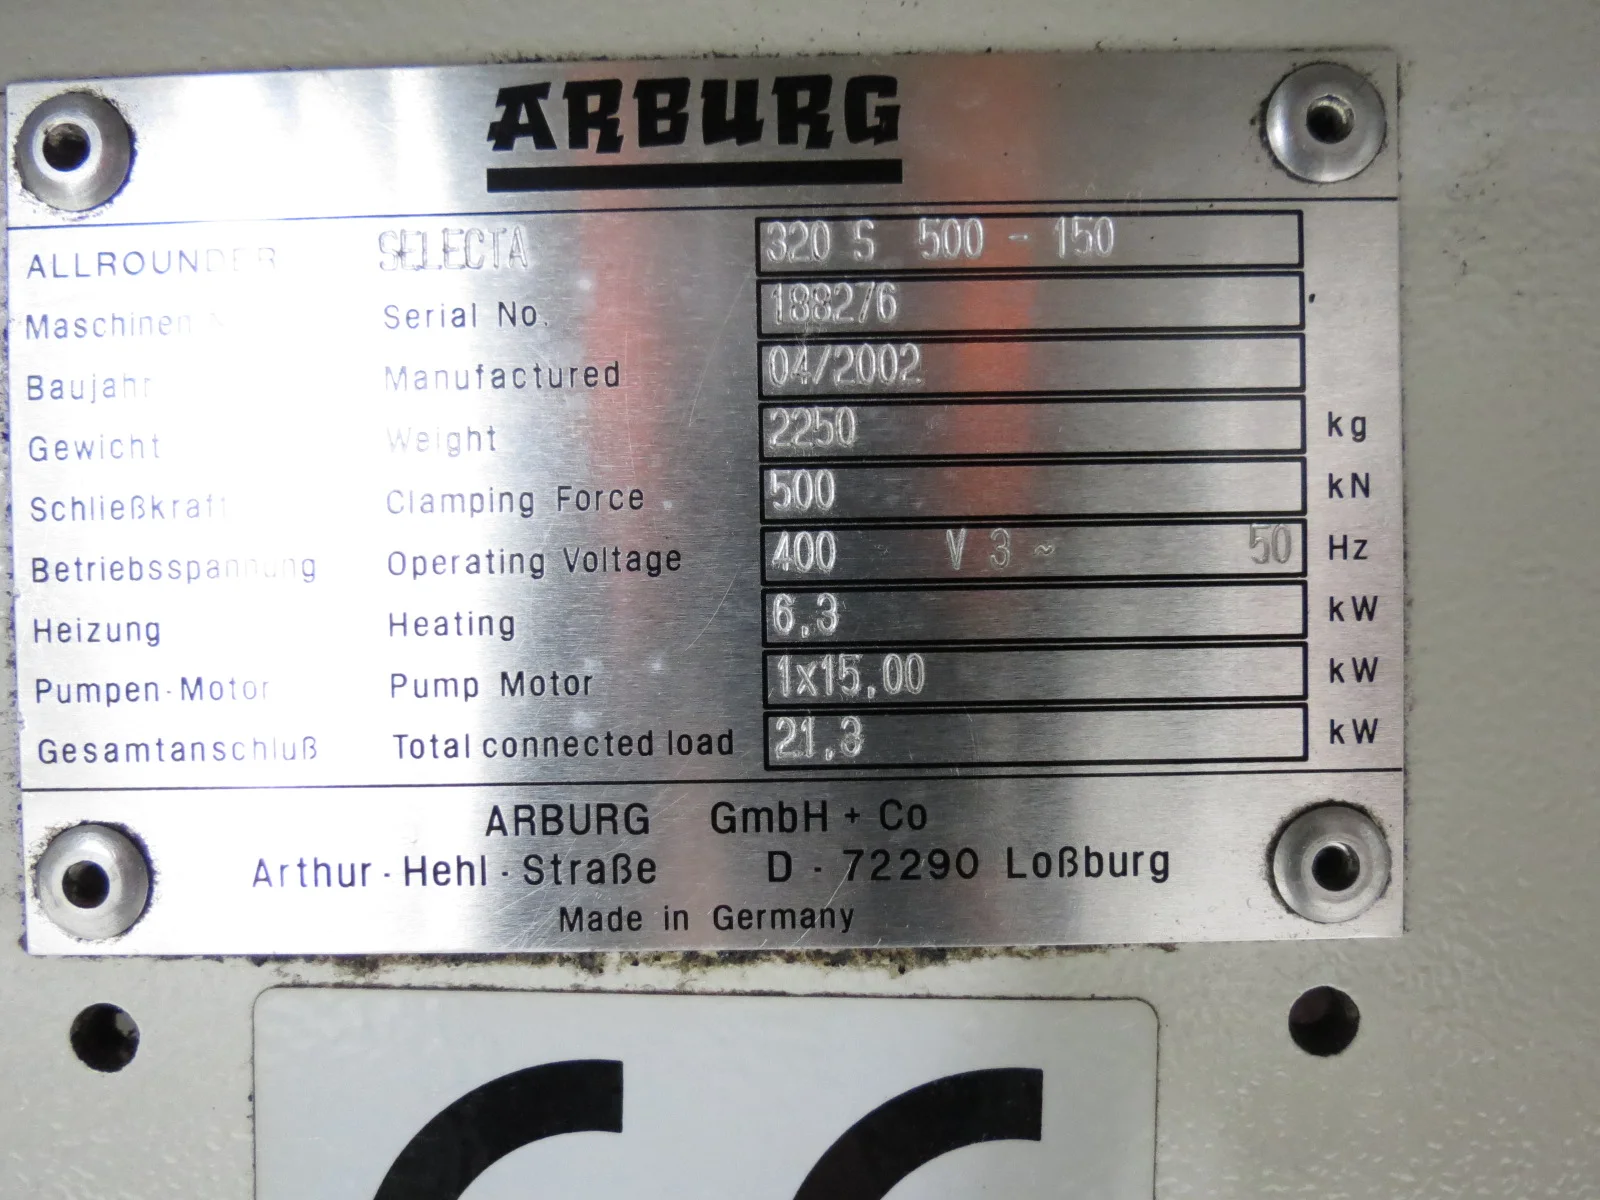 ARBURG
ALLROUNDER SELECTA 320 S 500 - 150
Maschinen Serial No. 188276
Baujahr Manufactured 04/2002
Gewicht Weight 2250 kg
Schließkraft Clamping Force 500 kN
Betriebsspannung Operating Voltage 400 V 3 ~ 50 Hz
Heizung Heating 6,3 kW
Pumpen-Motor Pump Motor 1x15,00 kW
Gesamtanschluß Total connected load 21,3 kW
ARBURG GmbH + Co
Arthur-Hehl-Straße D-72290 Loßburg
Made in Germany
CE